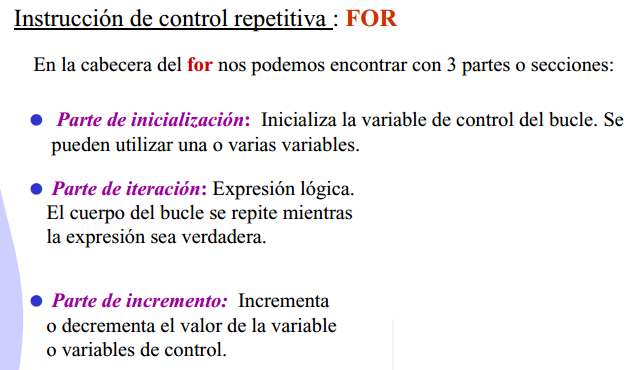 Instrucción de control repetitiva : FOR
En la cabecera del for nos podemos encontrar con 3 partes o secciones:
● Parte de inicialización: Inicializa la variable de control del bucle. Se
pueden utilizar una o varias variables.
● Parte de iteración: Expresión lógica.
El cuerpo del bucle se repite mientras
la expresión sea verdadera.
● Parte de incremento: Incrementa
o decrementa el valor de la variable
o variables de control.